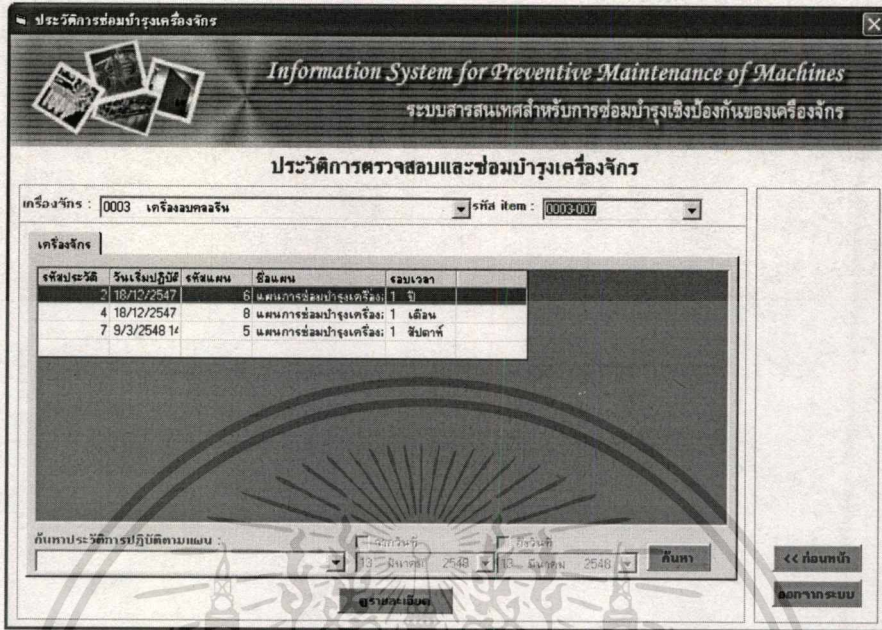 ประวัติการซ่อมบำรุงเครื่องจักร
Information System for Preventive Maintenance of Machines
ระบบสารสนเทศสำหรับการซ่อมบำรุงเชิงป้องกันของเครื่องจักร
ประวัติการตรวจสอบและซ่อมบำรุงเครื่องจักร
เครื่องจักร : 0003 เครื่องอบคลอรีน รหัส item : 0003-007
เครื่องจักร
รหัสประวัติ วันเริ่มปฏิบัติ รหัสแผน ชื่อแผน รอบเวลา
2 18/12/2547 6 แผนการซ่อมบำรุงเครื่อง 1 ปี
4 18/12/2547 8 แผนการซ่อมบำรุงเครื่อง 1 เดือน
7 9/3/2548 14 5 แผนการซ่อมบำรุงเครื่อง 1 สัปดาห์
ค้นหาประวัติการปฏิบัติตามแผน : จากวันที่ ถึงวันที่
13 มีนาคม 2548 13 มีนาคม 2548 ค้นหา
<< ก่อนหน้า
ดูรายละเอียด
ออกจากระบบ